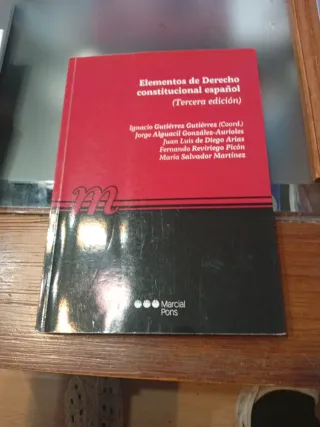 Elementos de Derecho
constitucional español
(Tercera edición)
Ignacio Gutiérrez Gutiérrez (Coord.)
Jorge Alguacil González-Aurioles
Juan Luis de Diego Arias
Fernando Reviriego Picón
María Salvador Martínez
m
Marcial
Pons